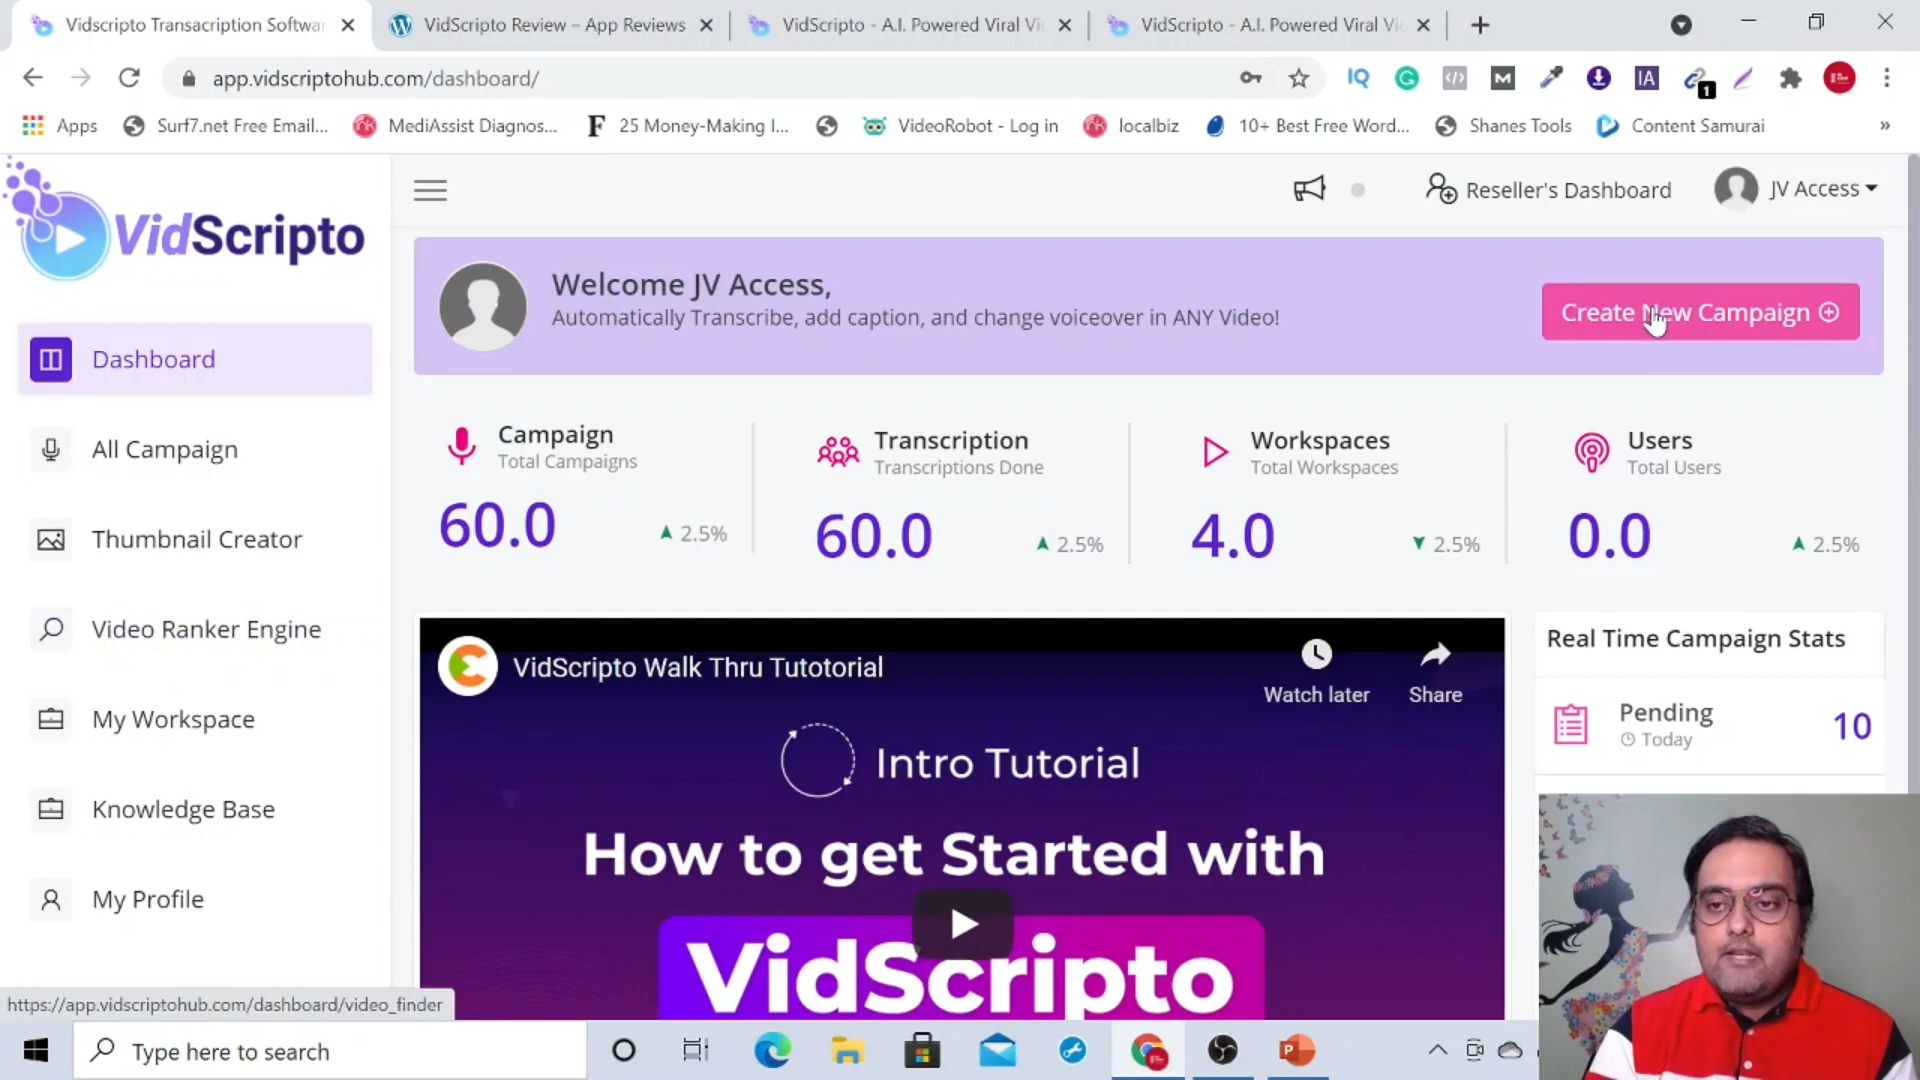 Vidscripto Transacription Softwar
VidScripto Review – App Reviews
VidScripto - A.I. Powered Viral Vi
VidScripto - A.I. Powered Viral Vi
app.vidscriptohub.com/dashboard/
Apps
Surf7.net Free Email...
MediAssist Diagnos...
25 Money-Making I...
VideoRobot - Log in
localbiz
10+ Best Free Word...
Shanes Tools
Content Samurai
VidScripto
Reseller's Dashboard
JV Access
Welcome JV Access,
Automatically Transcribe, add caption, and change voiceover in ANY Video!
Create New Campaign
Dashboard
All Campaign
Thumbnail Creator
Video Ranker Engine
My Workspace
Knowledge Base
My Profile
Campaign
Total Campaigns
60.0
2.5%
Transcription
Transcriptions Done
60.0
2.5%
Workspaces
Total Workspaces
4.0
2.5%
Users
Total Users
0.0
2.5%
VidScripto Walk Thru Tutotorial
Watch later
Share
Intro Tutorial
How to get Started with
VidScripto
Real Time Campaign Stats
Pending
Today
10
https://app.vidscriptohub.com/dashboard/video_finder
Type here to search